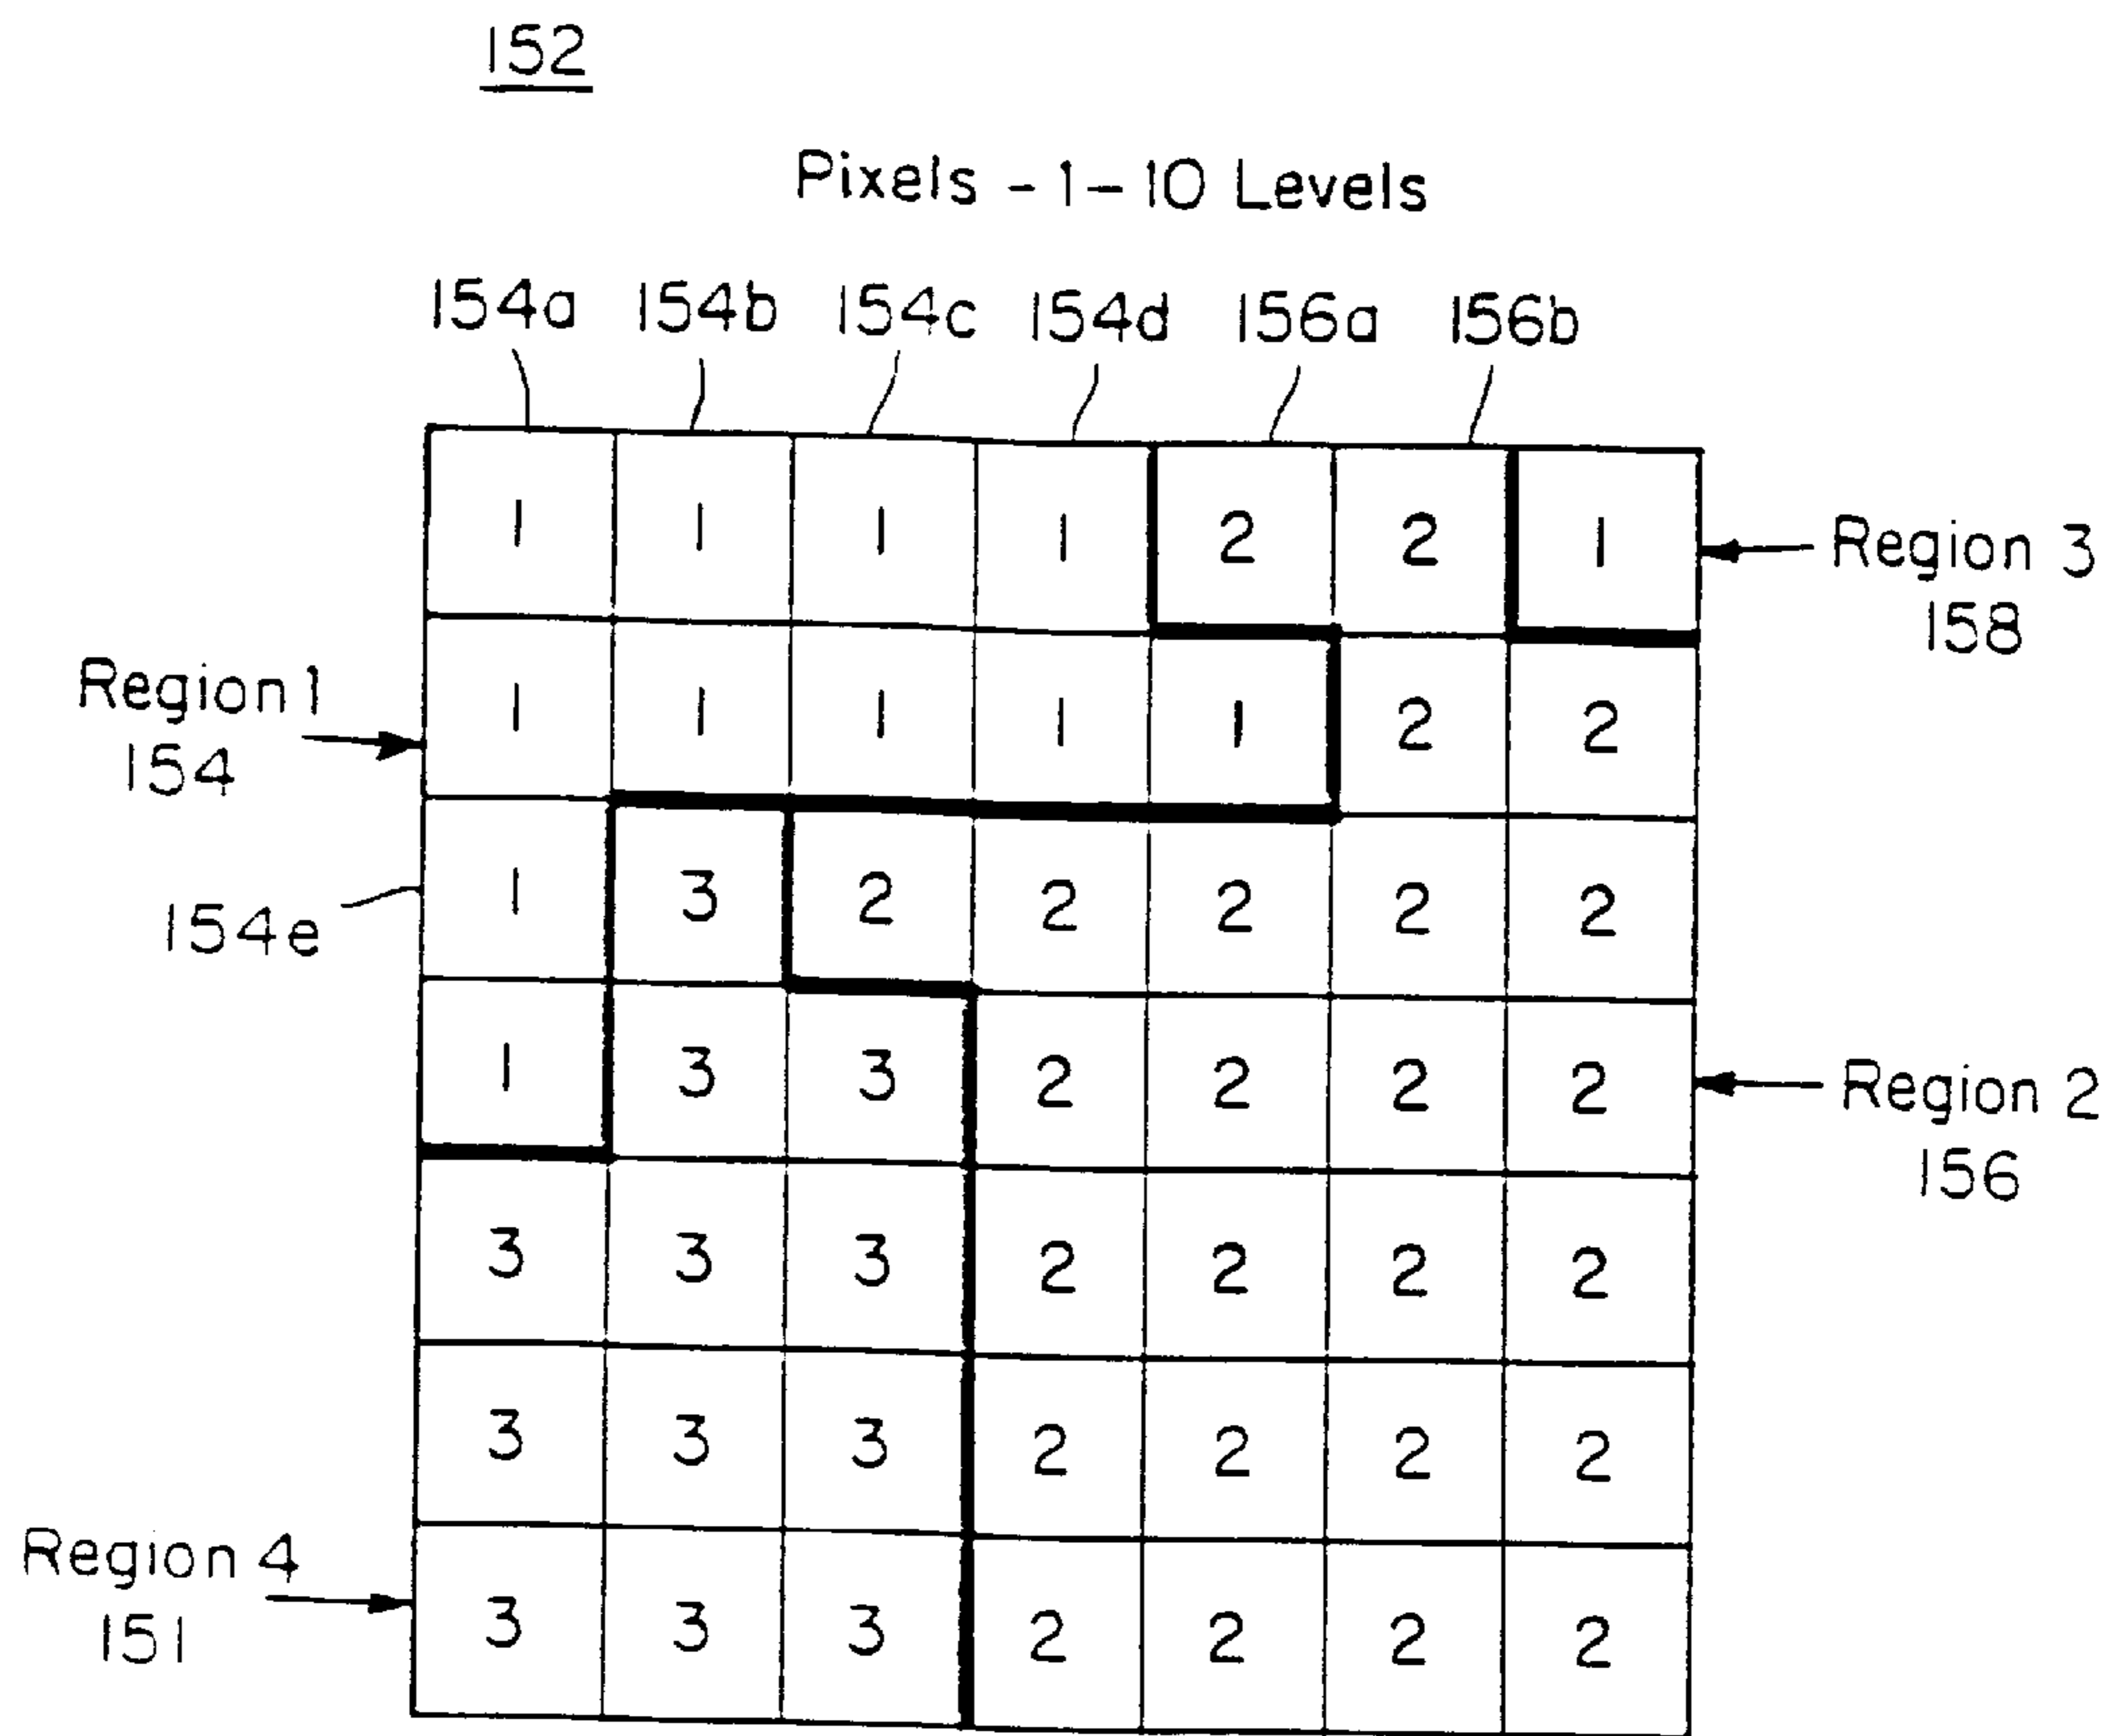 152
Pixels - 1 - 10 Levels
154a 154b 154c 154d 156a 156b
1 1 1 1 2 2 1
Region 3
158
1 1 1 1 1 2 2
Region 1
154
1 3 2 2 2 2 2
154e
1 3 3 2 2 2 2
Region 2
156
3 3 3 2 2 2 2
3 3 3 2 2 2 2
3 3 3 2 2 2 2
Region 4
151